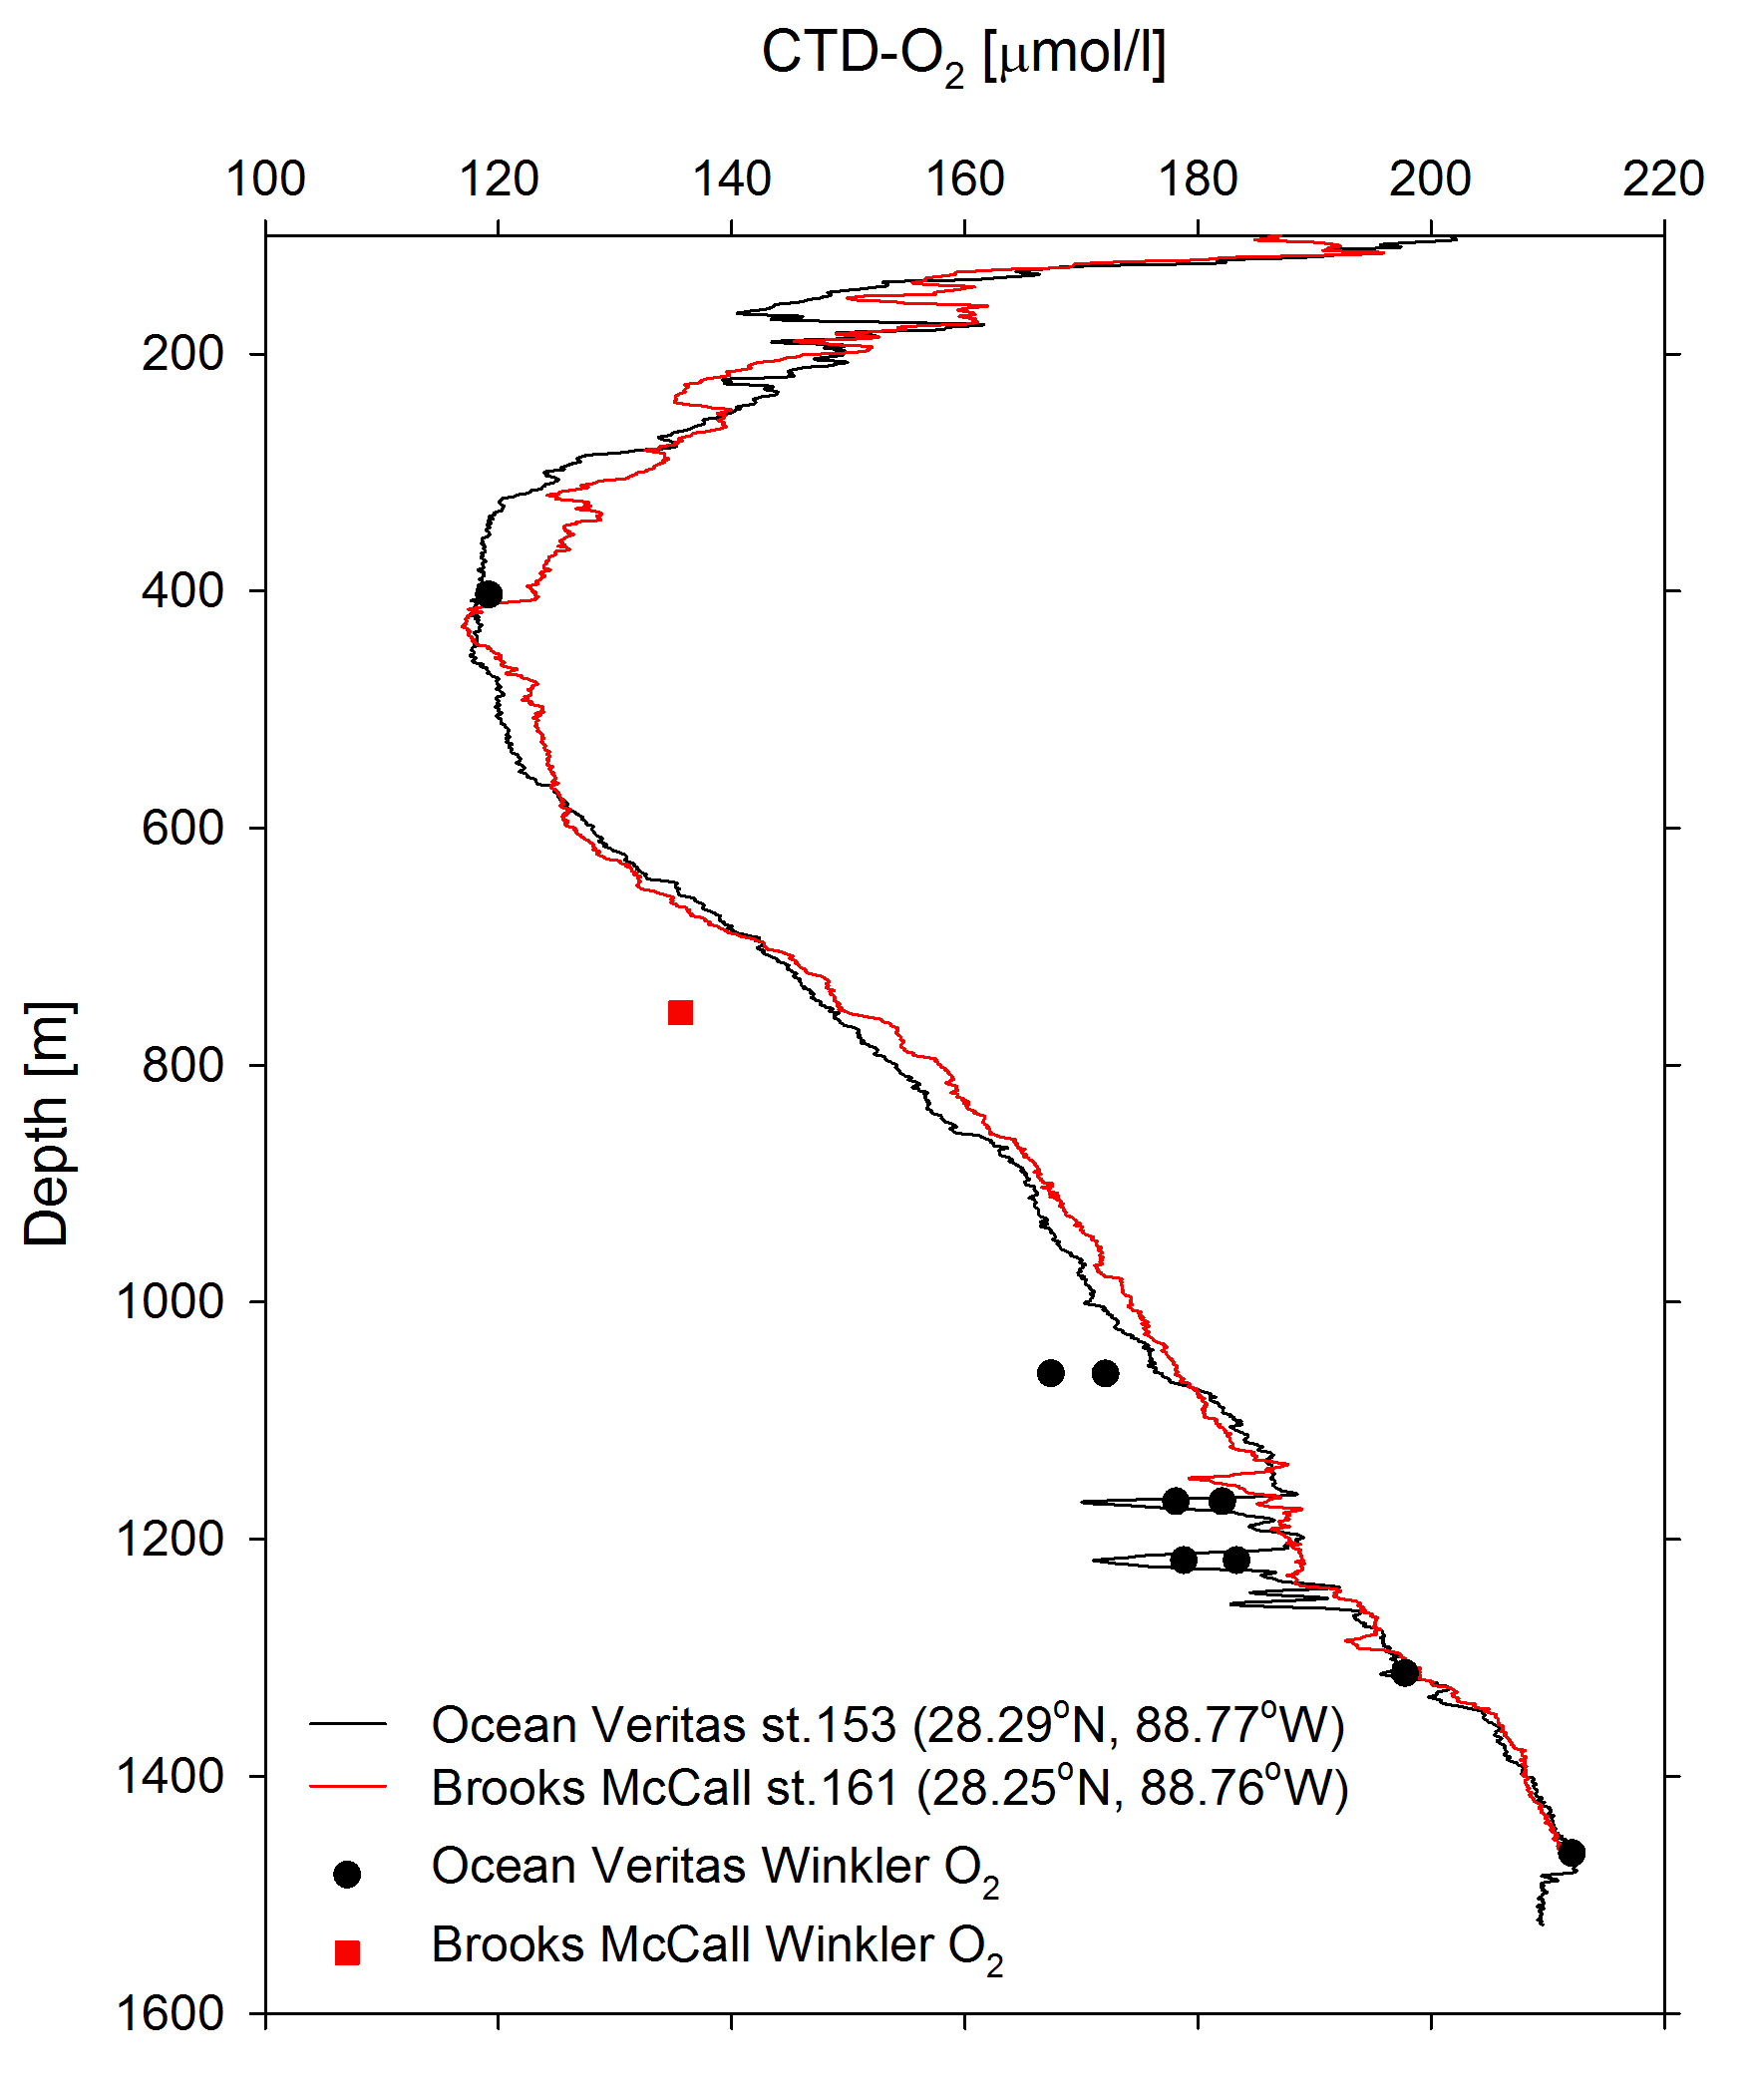 CTD-O₂ [μmol/l]
100 120 140 160 180 200 220
Depth [m]
200
400
600
800
1000
1200
1400
1600
Ocean Veritas st.153 (28.29°N, 88.77°W)
Brooks McCall st.161 (28.25°N, 88.76°W)
Ocean Veritas Winkler O₂
Brooks McCall Winkler O₂